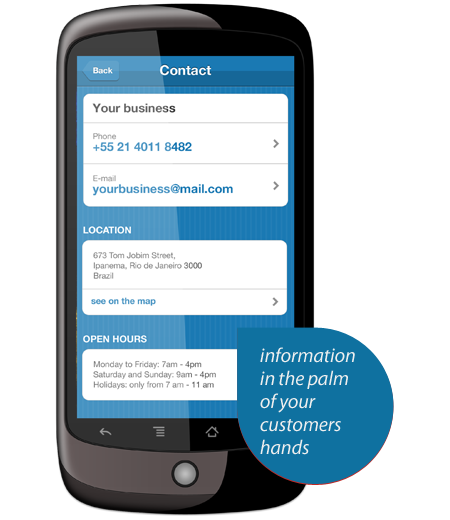 Back
Contact
Your business
Phone
+55 21 4011 8482
E-mail
yourbusiness@mail.com
LOCATION
673 Tom Jobim Street,
Ipanema, Rio de Janeiro 3000
Brazil
see on the map
OPEN HOURS
Monday to Friday: 7am - 4pm
Saturday and Sunday: 9am - 4pm
Holidays: only from 7 am - 11 am
information
in the palm
of your
customers
hands